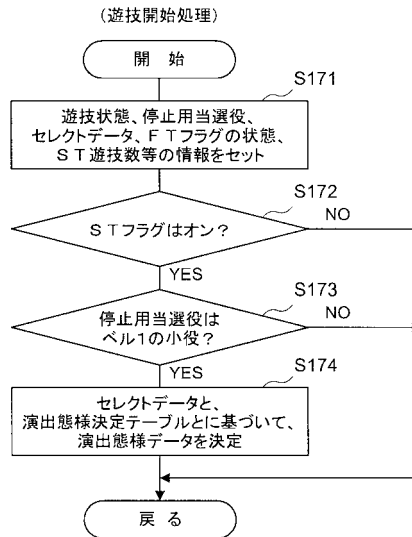 (遊技開始処理)
開　始
S171
遊技状態、停止用当選役、
セレクトデータ、ＦＴフラグの状態、
ＳＴ遊技数等の情報をセット
S172
ＳＴフラグはオン？
NO
YES
S173
停止用当選役は
ベル1の小役？
NO
YES
S174
セレクトデータと、
演出態様決定テーブルとに基づいて、
演出態様データを決定
戻　る